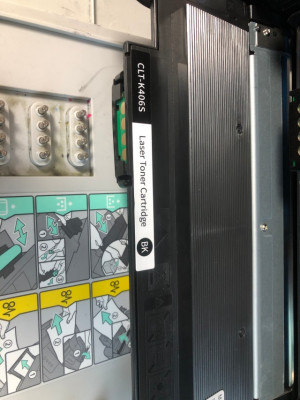 CLT-K406S
Laser Toner Cartridge
BK